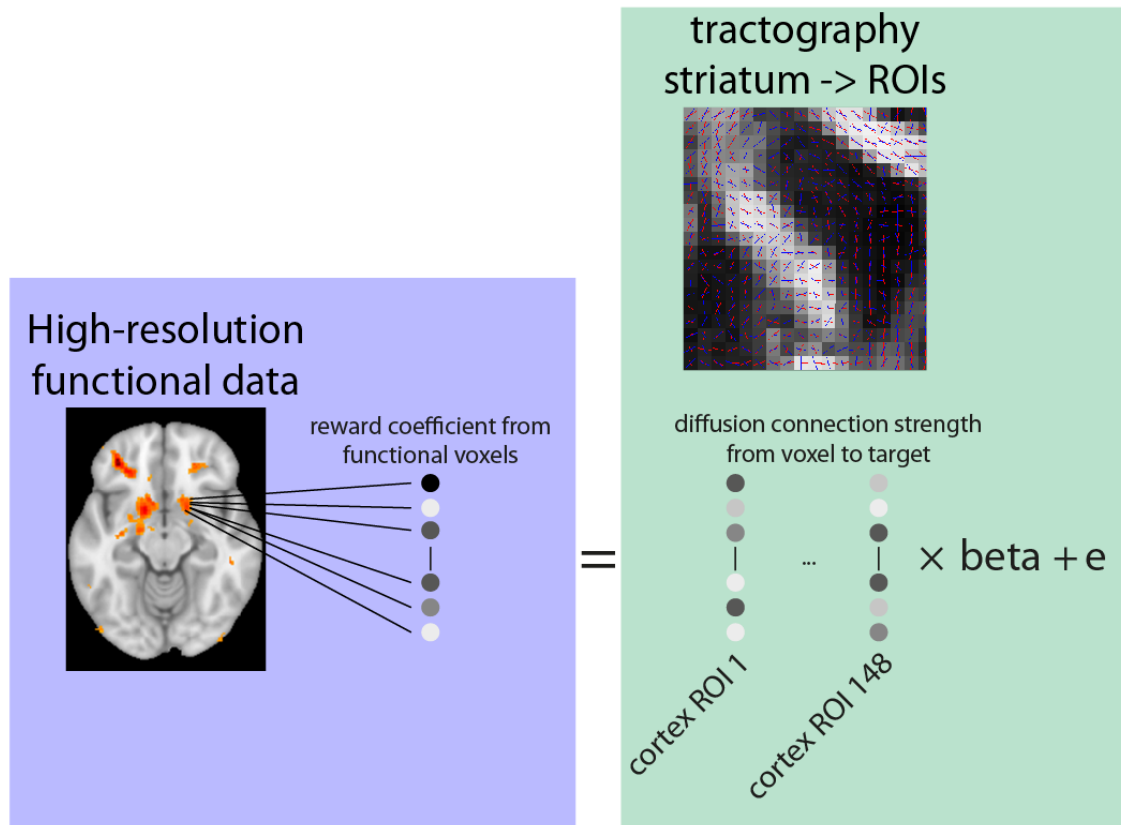 High-resolution
functional data
reward coefficient from
functional voxels
=
tractography
striatum -> ROIs
diffusion connection strength
from voxel to target
...
× beta + e
cortex ROI 1
cortex ROI 148